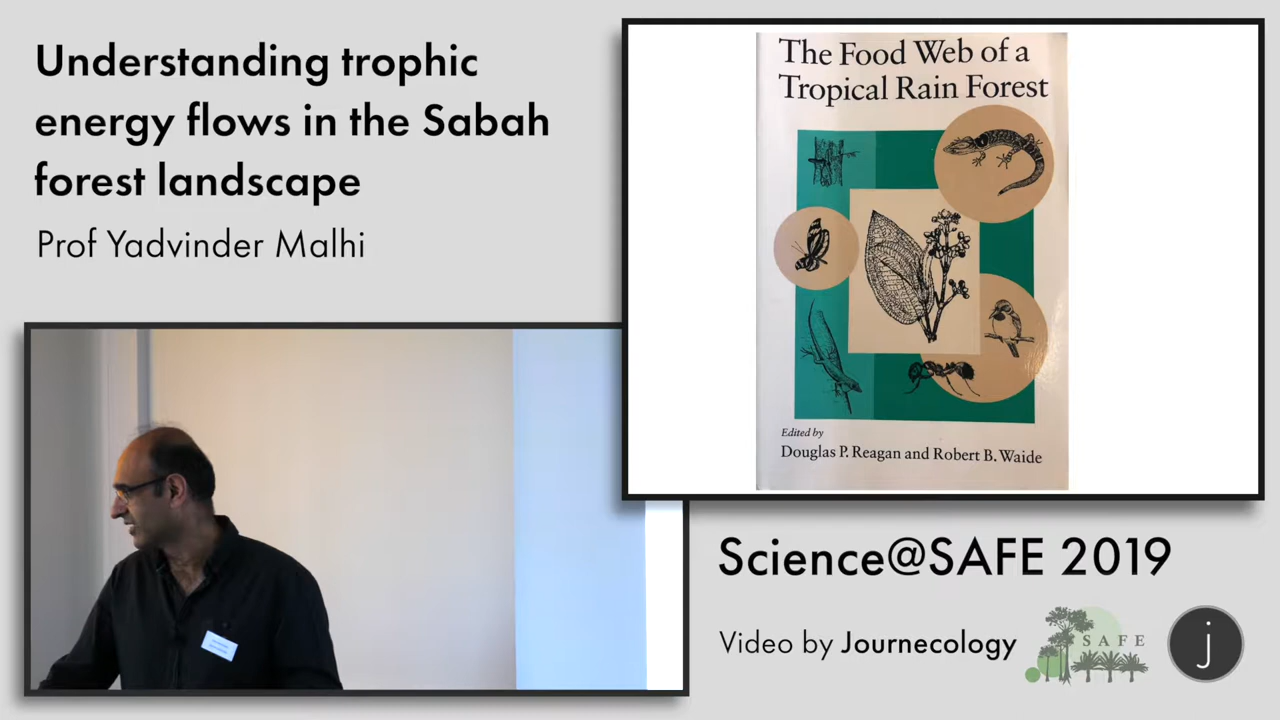 Understanding trophic
energy flows in the Sabah
forest landscape
Prof Yadvinder Malhi
The Food Web of a
Tropical Rain Forest
Edited by
Douglas P. Reagan and Robert B. Waide
Science@SAFE 2019
Video by Journecology
SAFE
j